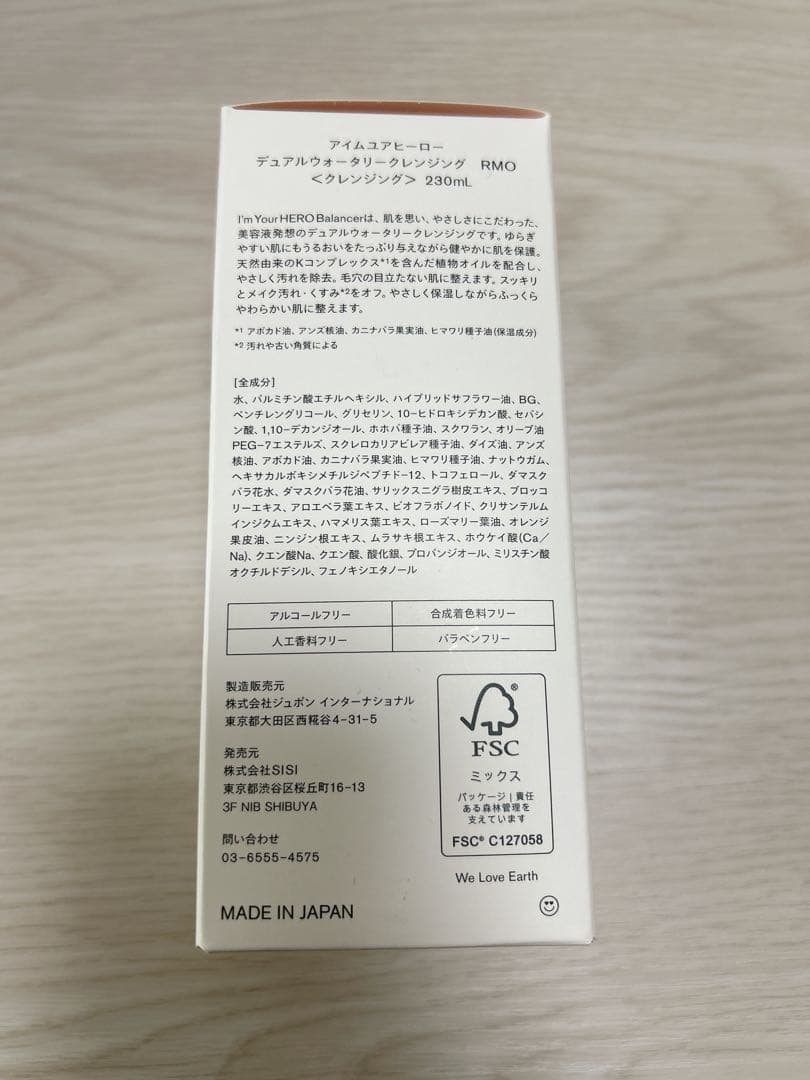 アイムユアヒーロー
デュアルウォータリークレンジング RMO
＜クレンジング＞ 230mL
I'm Your HERO Balancerは、肌を思い、やさしさにこだわった、
美容液発想のデュアルウォータリークレンジングです。ゆらぎ
やすい肌にもうるおいをたっぷり与えながら健やかに肌を保護。
天然由来のKコンプレックス*1を含んだ植物オイルを配合し、
やさしく汚れを除去。毛穴の目立たない肌に整えます。スッキリ
とメイク汚れ・くすみ*2をオフ。やさしく保湿しながらふっくら
やわらかい肌に整えます。
*1 アボカド油、アンズ核油、カニナバラ果実油、ヒマワリ種子油(保湿成分)
*2 汚れや古い角質による
[全成分]
水、パルミチン酸エチルヘキシル、ハイブリッドサフラワー油、BG、
ペンチレングリコール、グリセリン、10-ヒドロキシデカン酸、セバシ
ン酸、1,10-デカンジオール、ホホバ種子油、スクワラン、オリーブ油
PEG-7エステルズ、スクレロカリアビレア種子油、ダイズ油、アンズ
核油、アボカド油、カニナバラ果実油、ヒマワリ種子油、ナットウガム、
ヘキサカルボキシメチルジペプチド-12、トコフェロール、ダマスク
バラ花水、ダマスクバラ花油、サリックスニグラ樹皮エキス、ブロッコ
リーエキス、アロエベラ葉エキス、ビオフラボノイド、クリサンテルム
インジクムエキス、ハマメリス葉エキス、ローズマリー葉油、オレンジ
果皮油、ニンジン根エキス、ムラサキ根エキス、ホウケイ酸(Ca/
Na)、クエン酸Na、クエン酸、酸化銀、プロパンジオール、ミリスチン酸
オクチルドデシル、フェノキシエタノール
アルコールフリー 合成着色料フリー
人工香料フリー パラベンフリー
製造販売元
株式会社ジュポン インターナショナル
東京都大田区西糀谷4-31-5
発売元
株式会社SISI
東京都渋谷区桜丘町16-13
3F NIB SHIBUYA
問い合わせ
03-6555-4575
MADE IN JAPAN
®
FSC
ミックス
パッケージ｜責任
ある森林管理を
支えています
FSC® C127058
We Love Earth